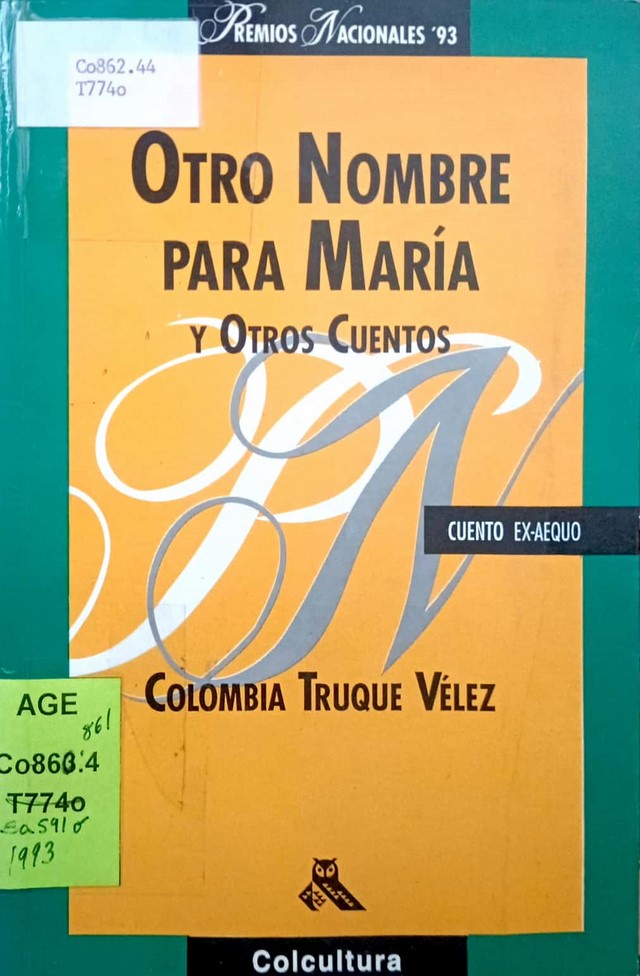 PREMIOS NACIONALES '93
Co862.44
T774o
OTRO NOMBRE
PARA MARÍA
Y OTROS CUENTOS
PN
CUENTO EX-AEQUO
COLOMBIA TRUQUE VÉLEZ
AGE
861
Co863.4
T774o
1993
Colcultura